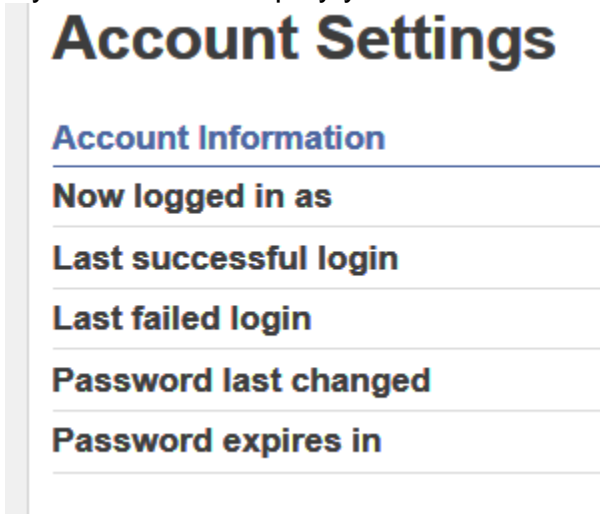 Account Settings
Account Information
Now logged in as
Last successful login
Last failed login
Password last changed
Password expires in